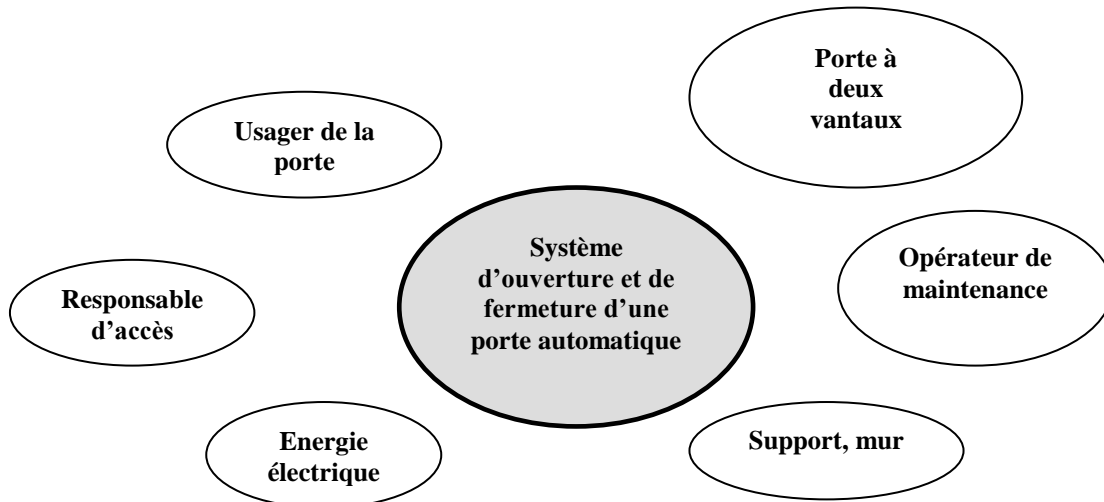 Porte à
deux
vantaux
Usager de la
porte
Système
d’ouverture et de
fermeture d’une
porte automatique
Opérateur de
maintenance
Responsable
d’accès
Energie
électrique
Support, mur